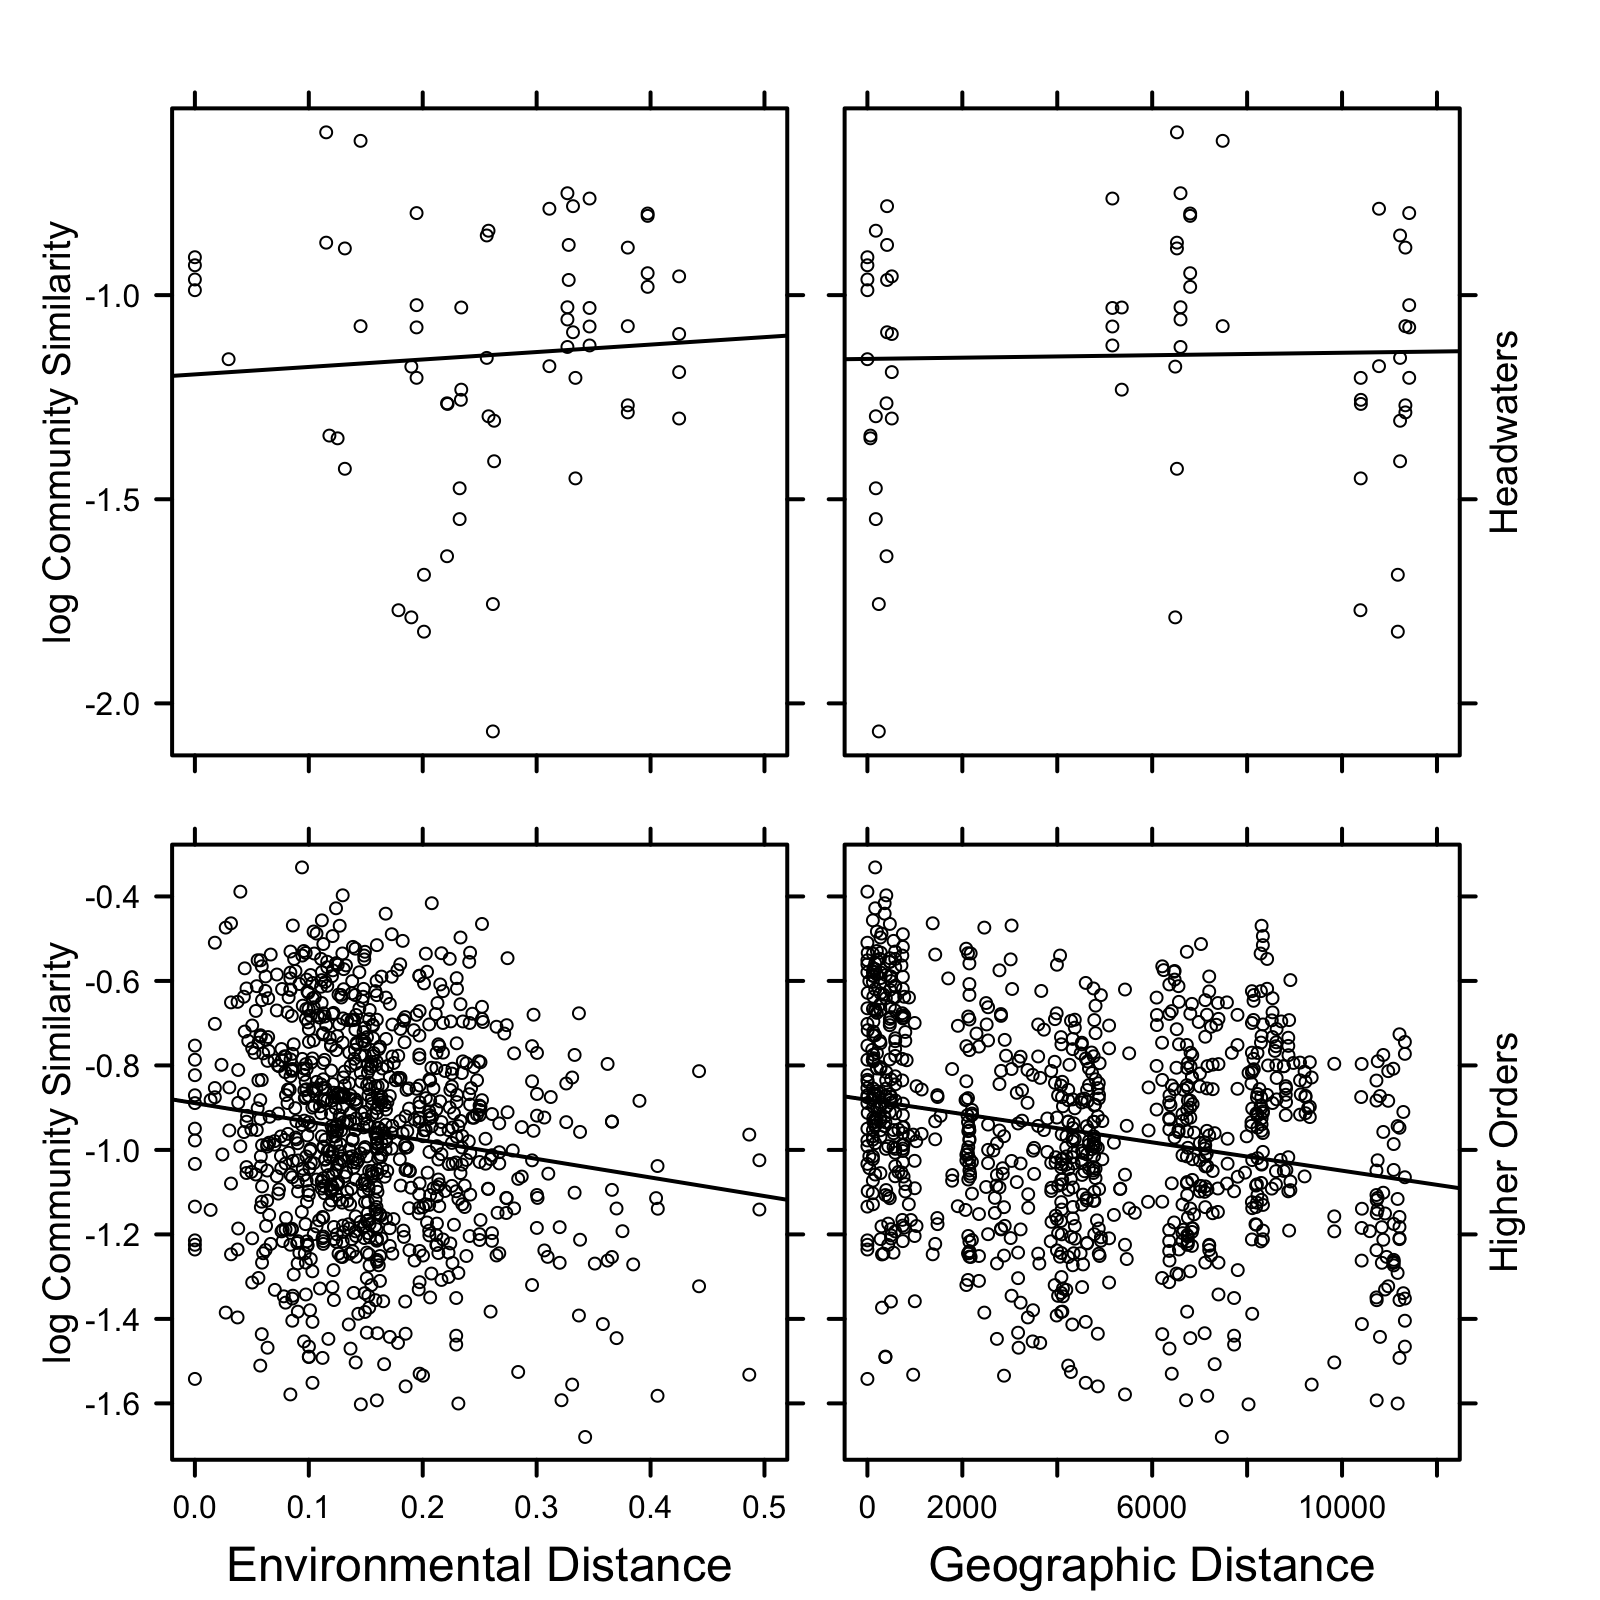 log Community Similarity
-1.0
-1.5
-2.0
Headwaters
log Community Similarity
-0.4
-0.6
-0.8
-1.0
-1.2
-1.4
-1.6
Higher Orders
0.0 0.1 0.2 0.3 0.4 0.5
0 2000 6000 10000
Environmental Distance
Geographic Distance